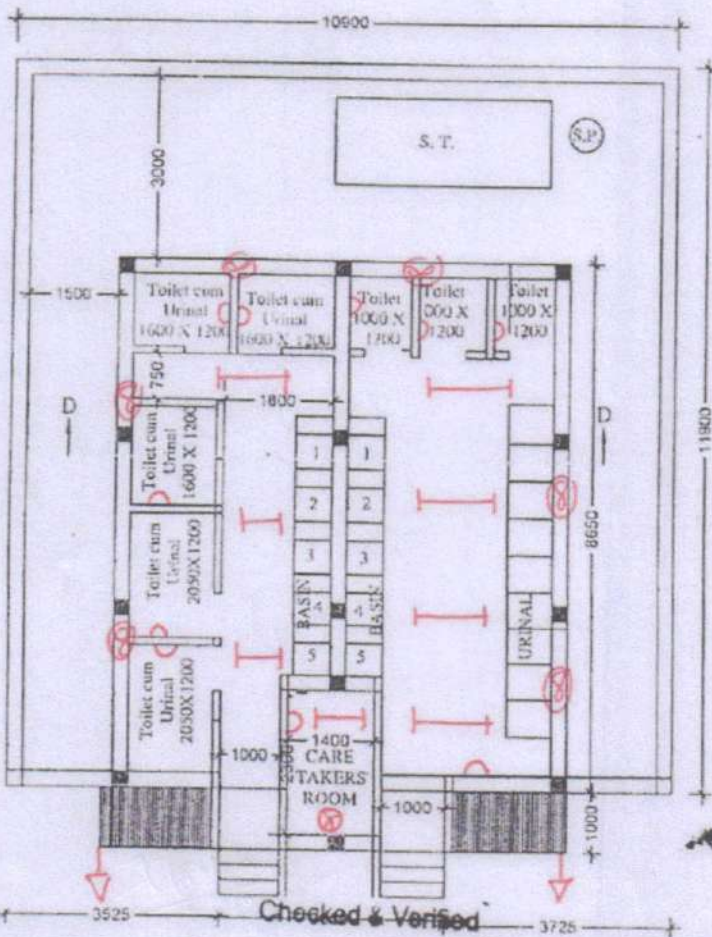 10900
S. T.
S.P.
3000
1500
Toilet cum
Urinal
1600 X 1200
Toilet cum
Urinal
1600 X 1200
Toilet
1000 X
Toilet
1200
Toilet
1000 X
1200
750
1800
D
D
11900
8650
Toilet cum
Urinal
1600 X 1200
Toilet cum
Urinal
2050X1200
Toilet cum
Urinal
2050X1200
1
2
3
4
5
BASIN
1
2
3
4
5
BASIN
URINAL
1000
1400
CARE
TAKERS'
ROOM
1000
1000
3525
Checked & Verified
3725